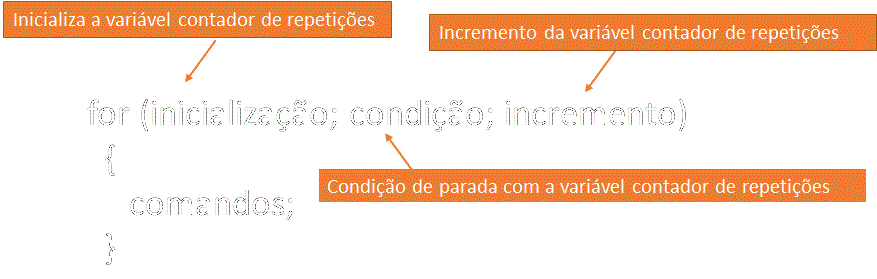 Inicializa a variável contador de repetições
Incremento da variável contador de repetições
for (inicialização; condição; incremento)
{
Condição de parada com a variável contador de repetições
comandos;
}